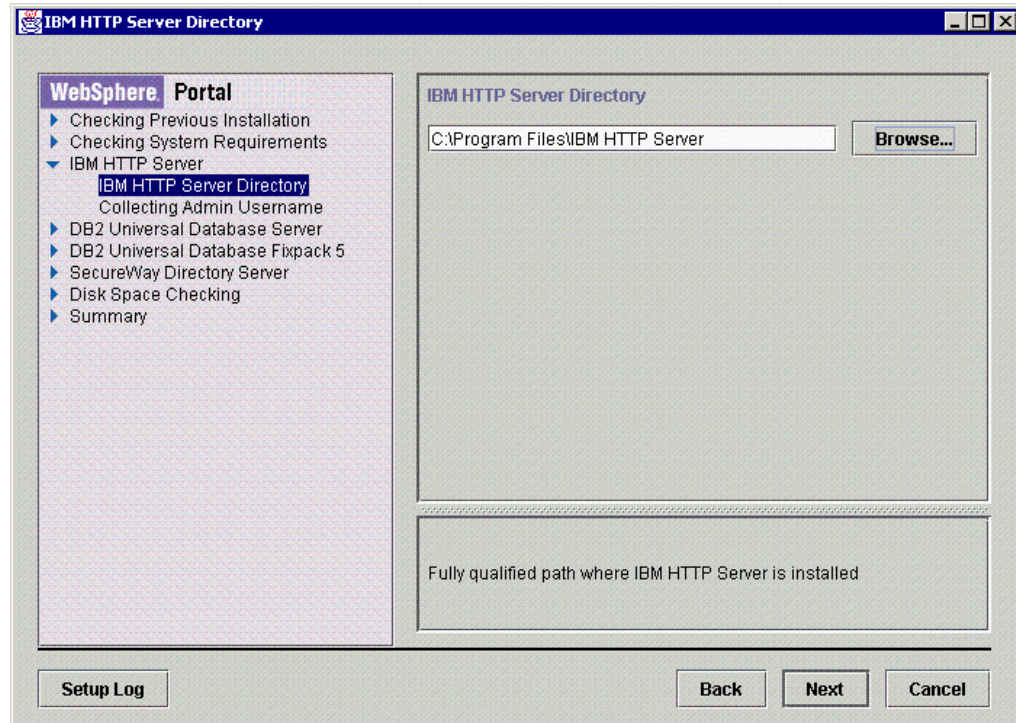 IBM HTTP Server Directory
WebSphere. Portal
Checking Previous Installation
Checking System Requirements
IBM HTTP Server
IBM HTTP Server Directory
Collecting Admin Username
DB2 Universal Database Server
DB2 Universal Database Fixpack 5
SecureWay Directory Server
Disk Space Checking
Summary
IBM HTTP Server Directory
C:\Program Files\IBM HTTP Server
Browse...
Fully qualified path where IBM HTTP Server is installed
Setup Log
Back
Next
Cancel